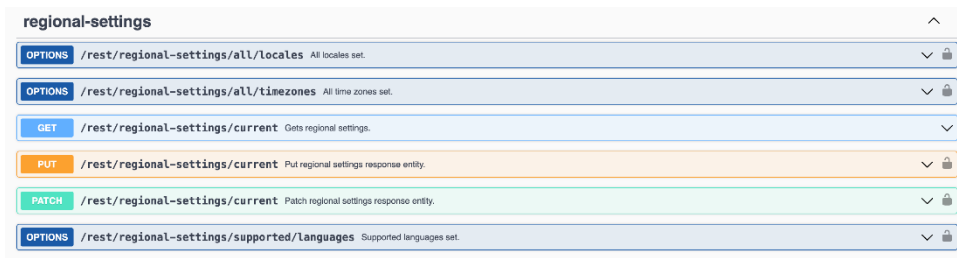 regional-settings
OPTIONS /rest/regional-settings/all/locales All locales set.
OPTIONS /rest/regional-settings/all/timezones All time zones set.
GET /rest/regional-settings/current Gets regional settings.
PUT /rest/regional-settings/current Put regional settings response entity.
PATCH /rest/regional-settings/current Patch regional settings response entity.
OPTIONS /rest/regional-settings/supported/languages Supported languages set.